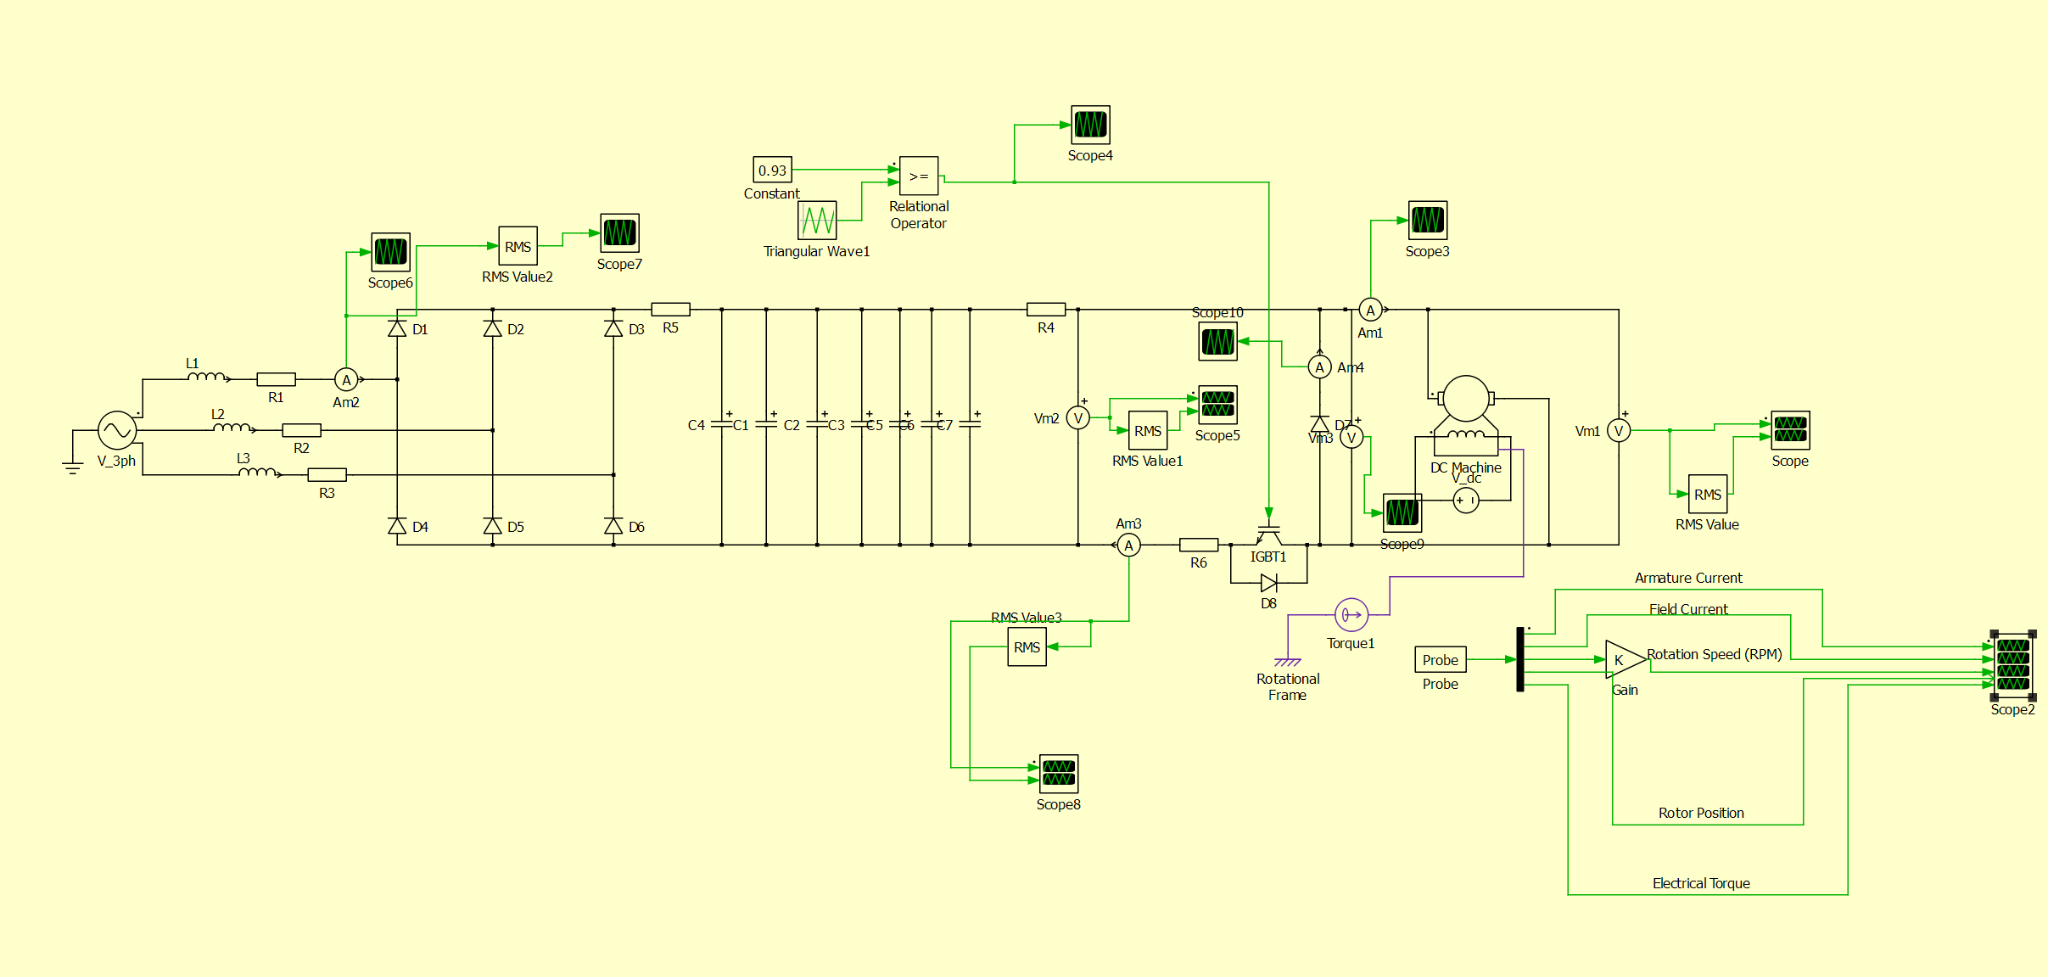 Scope4
0.93
Constant
>=
Relational
Operator
Triangular Wave1
Scope6
RMS
RMS Value2
Scope7
Scope3
Scope10
D1
D2
D3
R5
R4
A
Am1
L1
R1
A
Am2
A
Am4
L2
R2
V_3ph
L3
R3
C4
+
C1
+
C2
+
C3
+
C5
+
C6
+
C7
+
Vm2
V
+
RMS
RMS Value1
Scope5
D7
Vm3
V
+
DC Machine
V_dc
+
Vm1
V
+
RMS
RMS Value
Scope
D4
D5
D6
Am3
A
R6
IGBT1
D8
Scope9
Torque1
Rotational
Frame
RMS Value3
RMS
Scope8
Armature Current
Field Current
Rotation Speed (RPM)
Probe
Probe
K
Gain
Scope2
Rotor Position
Electrical Torque